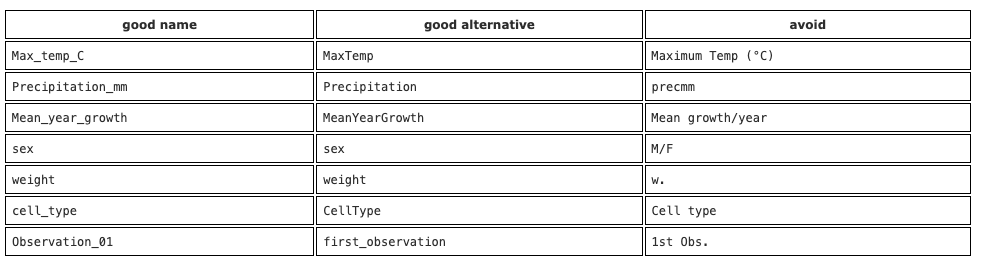 good name good alternative avoid
Max_temp_C MaxTemp Maximum Temp (°C)
Precipitation_mm Precipitation precmm
Mean_year_growth MeanYearGrowth Mean growth/year
sex sex M/F
weight weight w.
cell_type CellType Cell type
Observation_01 first_observation 1st Obs.